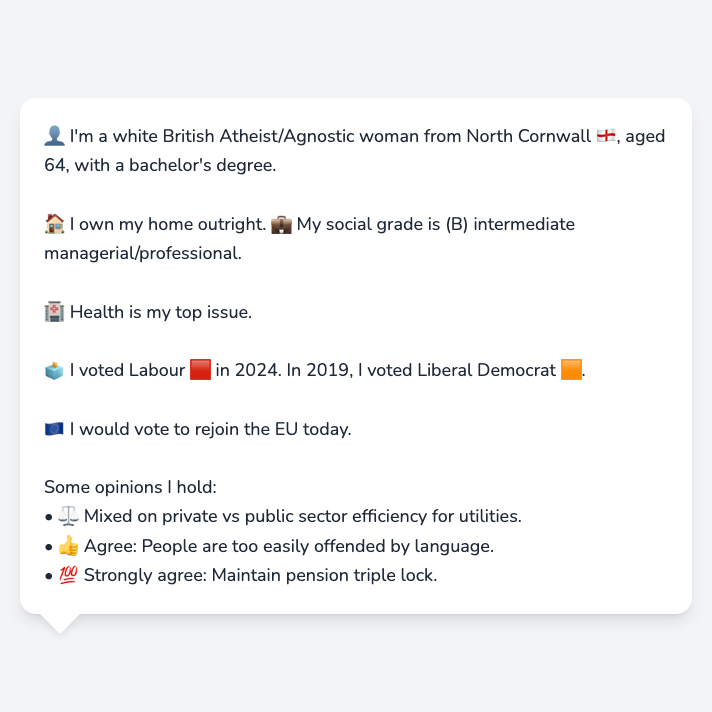 👤 I'm a white British Atheist/Agnostic woman from North Cornwall 🏴󠁧󠁢󠁥󠁮󠁧󠁿, aged
64, with a bachelor's degree.
🏠 I own my home outright. 💼 My social grade is (B) intermediate
managerial/professional.
🏥 Health is my top issue.
🗳️ I voted Labour 🟥 in 2024. In 2019, I voted Liberal Democrat 🟧.
🇪🇺 I would vote to rejoin the EU today.
Some opinions I hold:
• ⚖️ Mixed on private vs public sector efficiency for utilities.
• 👍 Agree: People are too easily offended by language.
• 💯 Strongly agree: Maintain pension triple lock.